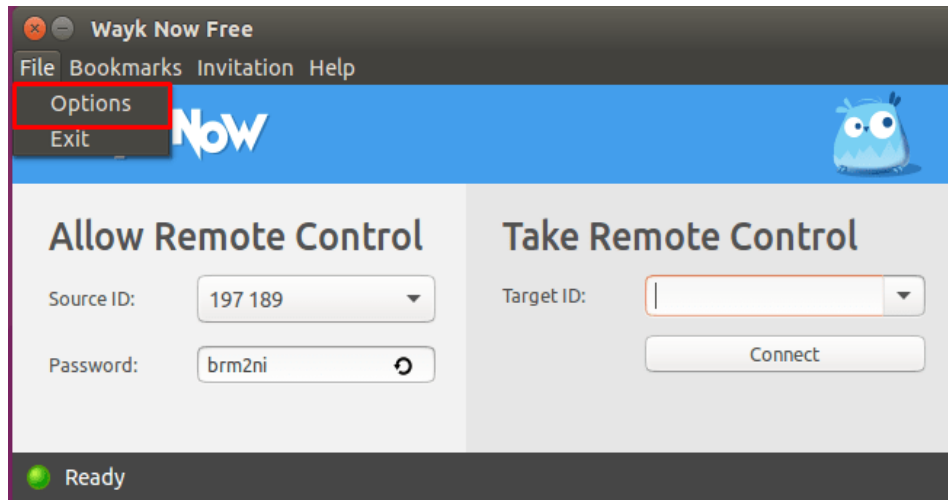 Wayk Now Free
File Bookmarks Invitation Help
Options
Exit
Now
Allow Remote Control
Source ID: 197 189
Password: brm2ni
Take Remote Control
Target ID:
Connect
Ready